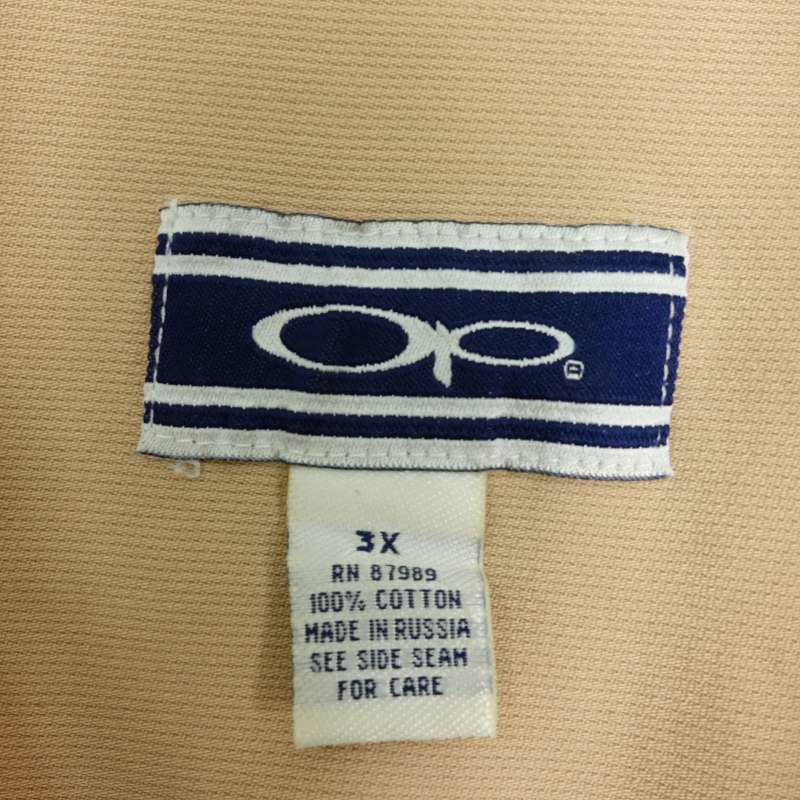 Op
3X
RN 87989
100% COTTON
MADE IN RUSSIA
SEE SIDE SEAM
FOR CARE